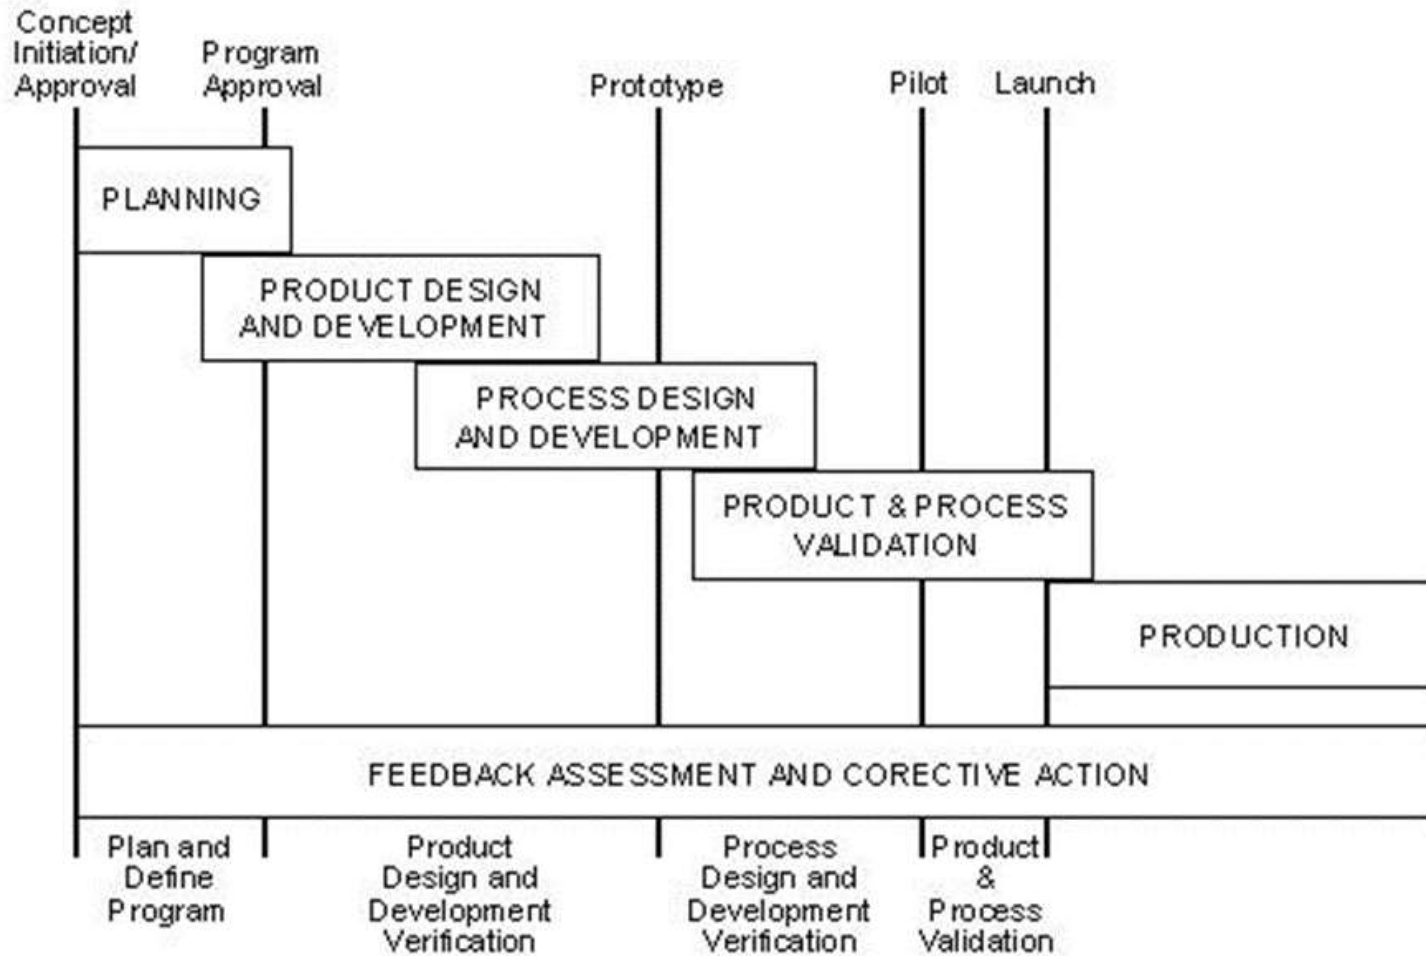 Concept
Initiation/
Approval
Program
Approval
Prototype
Pilot
Launch
PLANNING
PRODUCT DESIGN
AND DEVELOPMENT
PROCESS DESIGN
AND DEVELOPMENT
PRODUCT & PROCESS
VALIDATION
PRODUCTION
FEEDBACK ASSESSMENT AND CORECTIVE ACTION
Plan and
Define
Program
Product
Design and
Development
Verification
Process
Design and
Development
Verification
Product
&
Process
Validation